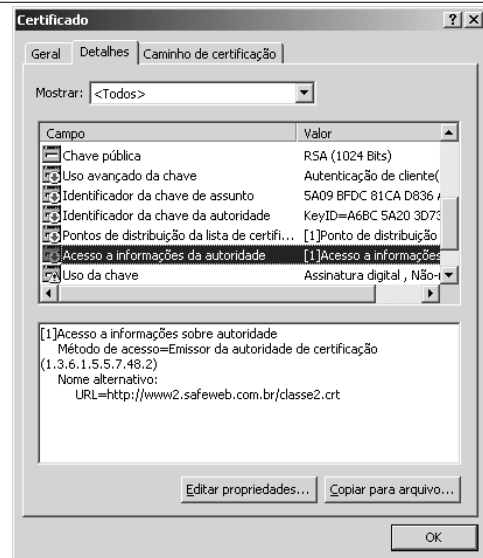 Certificado
Geral Detalhes Caminho de certificação
Mostrar: <Todos>
Campo Valor
Chave pública RSA (1024 Bits)
Uso avançado da chave Autenticação de cliente(
Identificador da chave de assunto 5A09 BFDC 81CA D836
Identificador da chave da autoridade KeyID=A6BC 5A20 3D73
Pontos de distribuição da lista de certifi... [1]Ponto de distribuição
Acesso a informações da autoridade [1]Acesso a informações
Uso da chave Assinatura digital , Não-
[1]Acesso a informações sobre autoridade
Método de acesso=Emissor da autoridade de certificação
(1.3.6.1.5.5.7.48.2)
Nome alternativo:
URL=http://www2.safeweb.com.br/classe2.crt
Editar propriedades... Copiar para arquivo...
OK